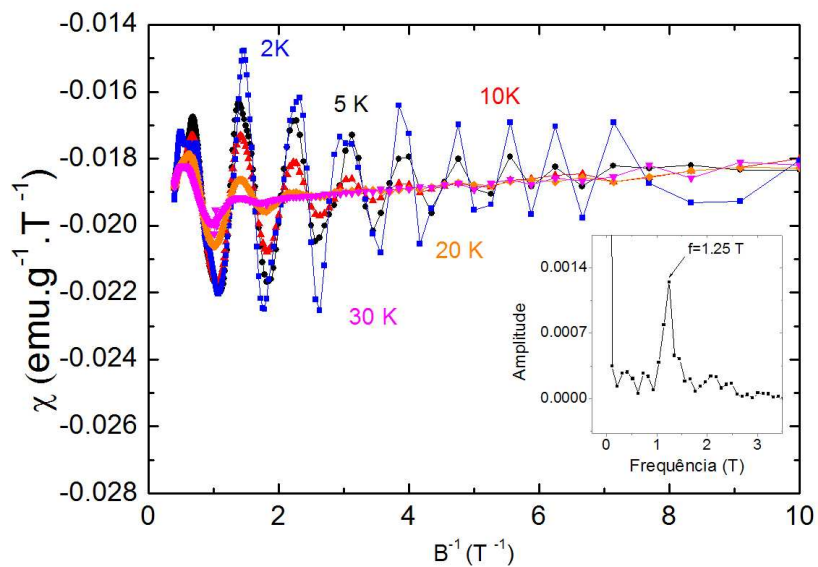 -0.014
-0.016
-0.018
-0.020
-0.022
-0.024
-0.026
-0.028
χ (emu.g⁻¹.T⁻¹)
2K
5 K
10K
20 K
30 K
0 2 4 6 8 10
B⁻¹(T⁻¹)
f=1.25 T
0.0014
0.0007
0.0000
Amplitude
0 1 2 3
Frequência (T)